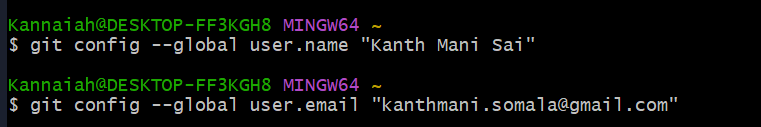 Kannaiah@DESKTOP-FF3KGH8 MINGW64 ~
$ git config --global user.name "Kanth Mani Sai"
Kannaiah@DESKTOP-FF3KGH8 MINGW64 ~
$ git config --global user.email "kanthmani.somala@gmail.com"